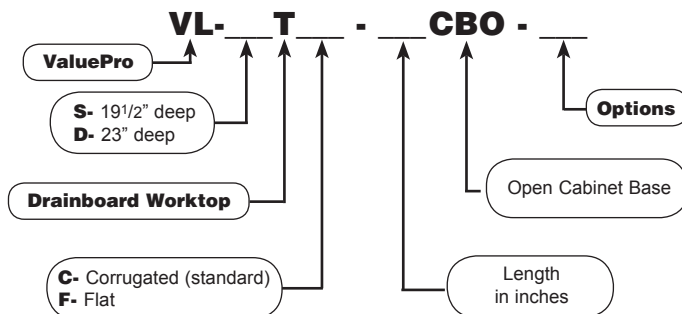 VL-___T___ - ___CBO - ___
ValuePro
S- 19 1/2” deep
D- 23” deep
Options
Drainboard Worktop
Open Cabinet Base
C- Corrugated (standard)
F- Flat
Length
in inches